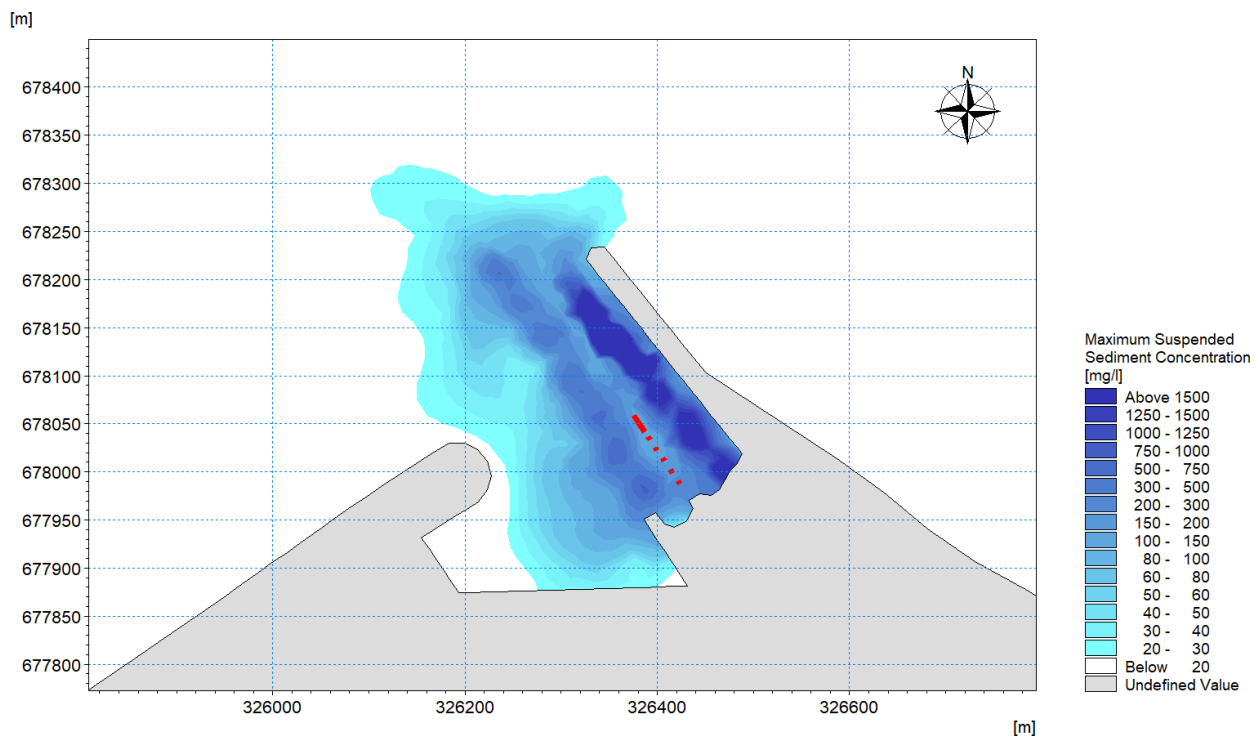 [m]
N
678400
678350
678300
678250
678200
678150
678100
678050
678000
677950
677900
677850
677800
326000
326200
326400
326600
[m]
Maximum Suspended
Sediment Concentration
[mg/l]
Above 1500
1250 - 1500
1000 - 1250
750 - 1000
500 - 750
300 - 500
200 - 300
150 - 200
100 - 150
80 - 100
60 - 80
50 - 60
40 - 50
30 - 40
20 - 30
Below 20
Undefined Value